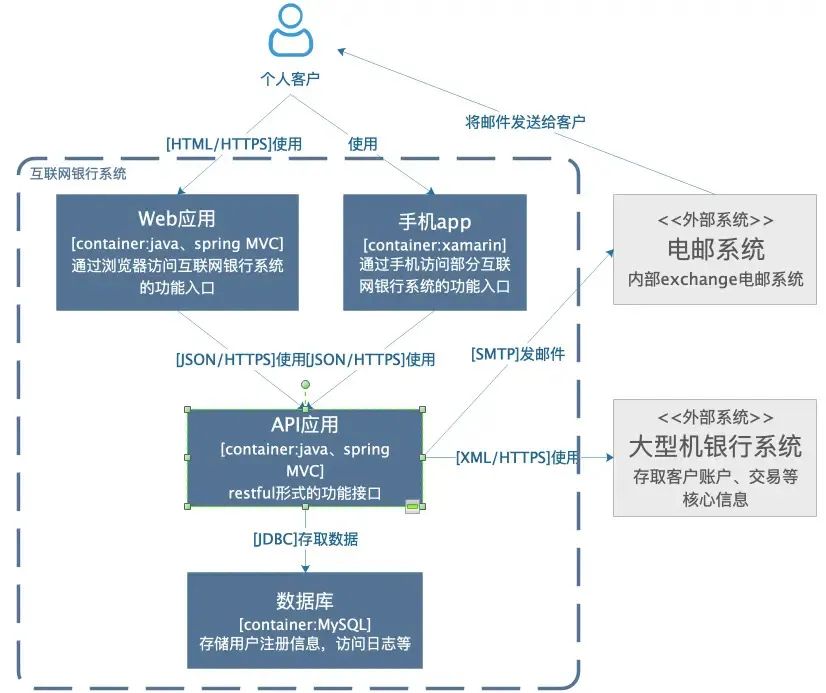 个人客户
将邮件发送给客户
[HTML/HTTPS]使用
使用
互联网银行系统
Web应用
[container:java、spring MVC]
通过浏览器访问互联网银行系统
的功能入口
手机app
[container:xamarin]
通过手机访问部分互联
网银行系统的功能入口
<<外部系统>>
电邮系统
内部exchange电邮系统
[JSON/HTTPS]使用
[JSON/HTTPS]使用
[SMTP]发邮件
API应用
[container:java、spring
MVC]
restful形式的功能接口
[XML/HTTPS]使用
<<外部系统>>
大型机银行系统
存取客户账户、交易等
核心信息
[JDBC]存取数据
数据库
[container:MySQL]
存储用户注册信息，访问日志等